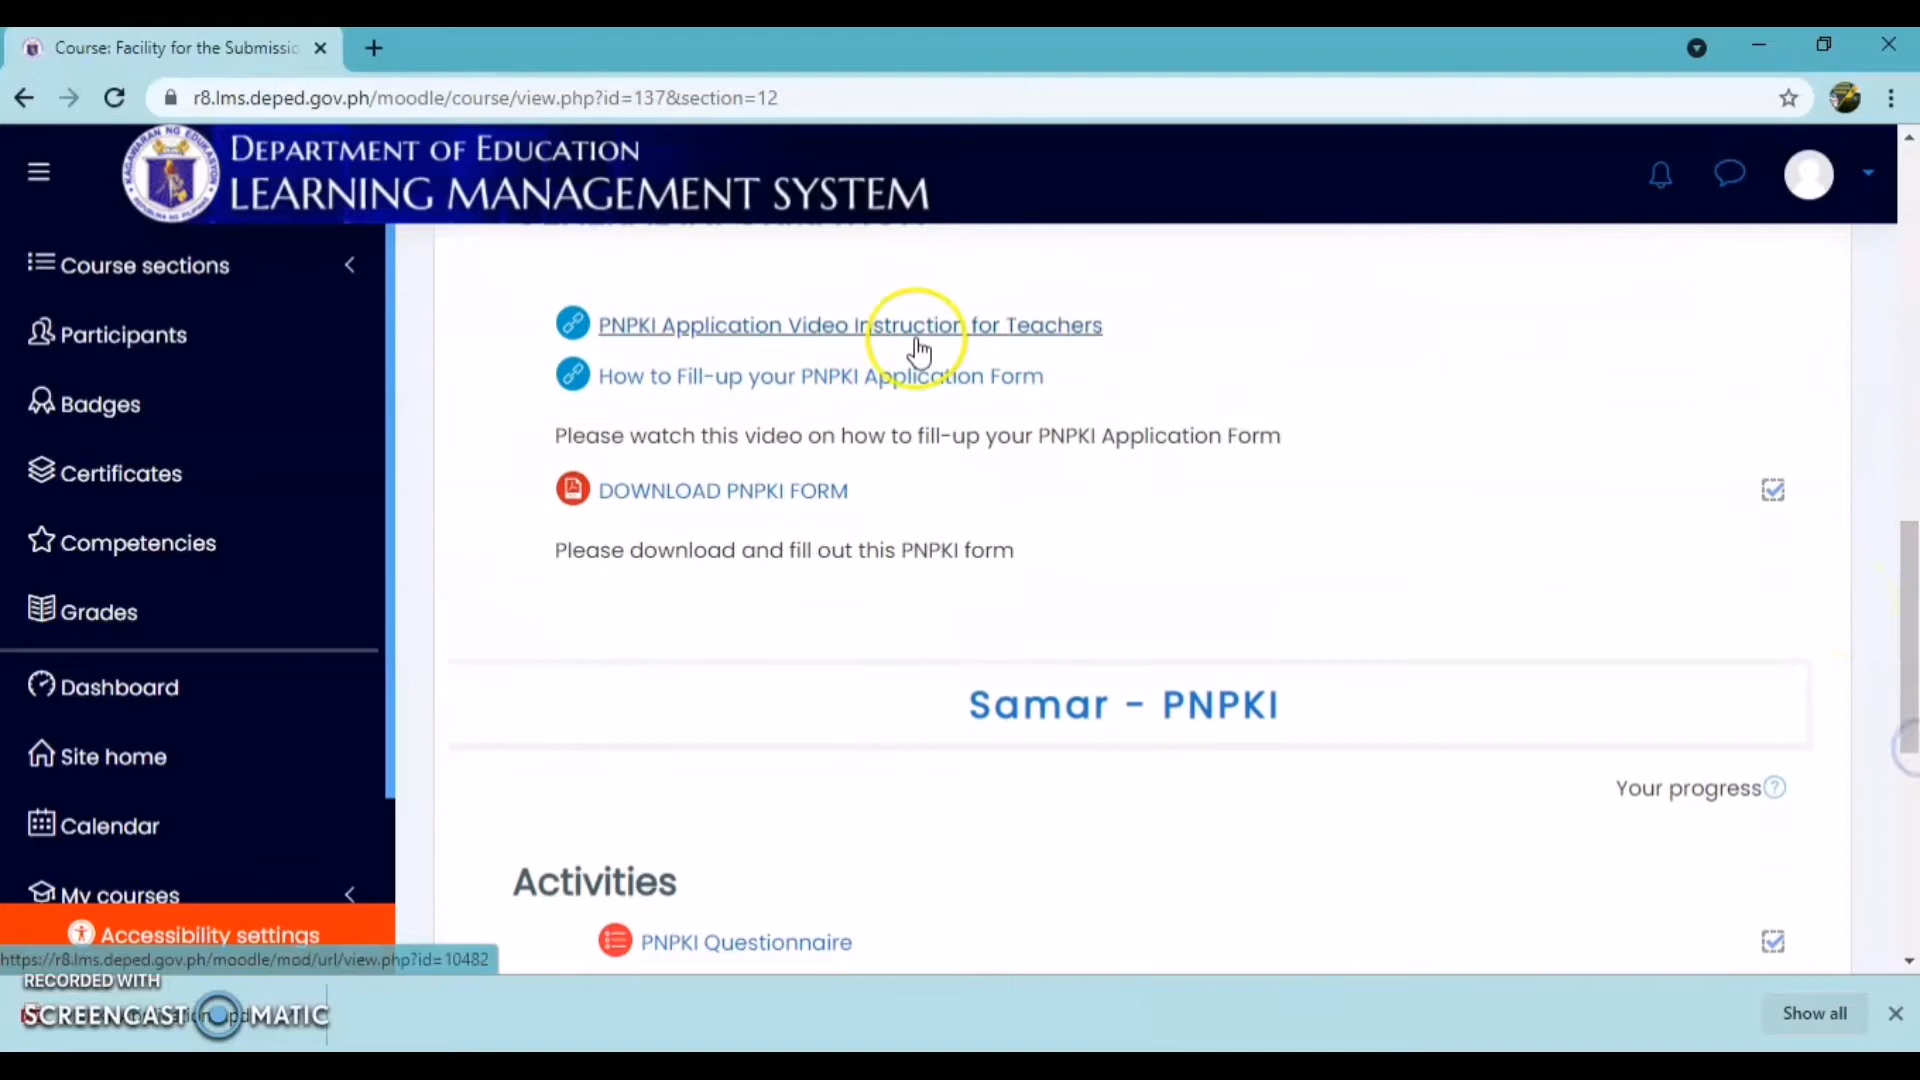 Course: Facility for the Submissio
r8.lms.deped.gov.ph/moodle/course/view.php?id=137&section=12
DEPARTMENT OF EDUCATION
LEARNING MANAGEMENT SYSTEM
Course sections
Participants
Badges
Certificates
Competencies
Grades
Dashboard
Site home
Calendar
My courses
Accessibility settings
PNPKI Application Video Instruction for Teachers
How to Fill-up your PNPKI Application Form
Please watch this video on how to fill-up your PNPKI Application Form
DOWNLOAD PNPKI FORM
Please download and fill out this PNPKI form
Samar - PNPKI
Your progress
Activities
PNPKI Questionnaire
https://r8.lms.deped.gov.ph/moodle/mod/url/view.php?id=10482
RECORDED WITH
SCREENCAST MATIC
Show all